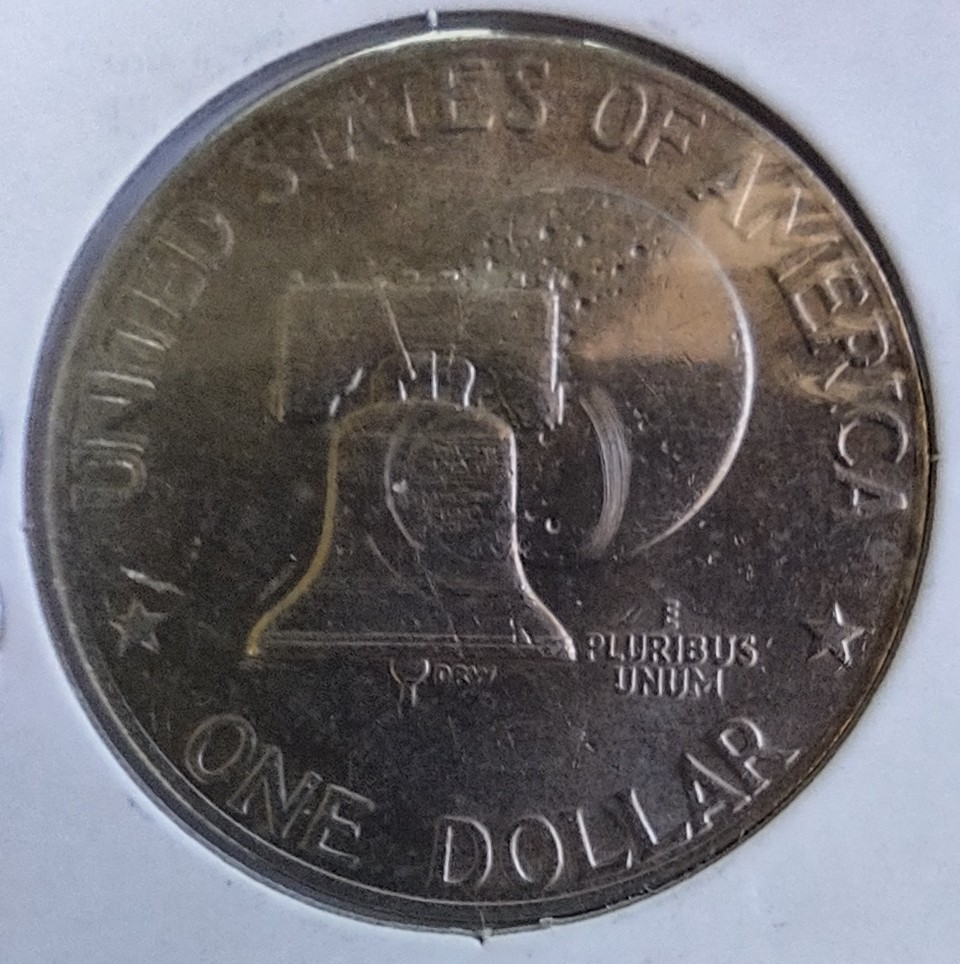 UNITED STATES OF AMERICA
E
PLURIBUS
UNUM
DRW
ONE DOLLAR